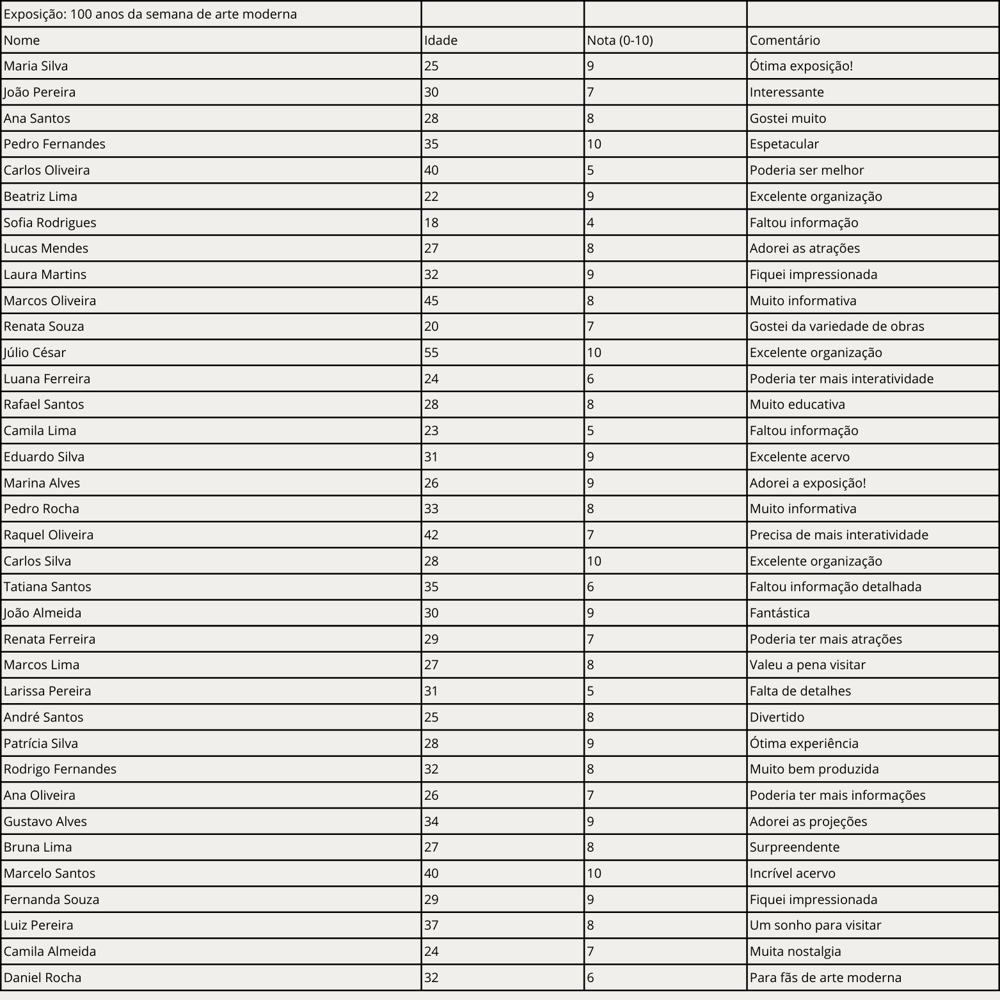 Exposição: 100 anos da semana de arte moderna
Nome Idade Nota (0-10) Comentário
Maria Silva 25 9 Ótima exposição!
João Pereira 30 7 Interessante
Ana Santos 28 8 Gostei muito
Pedro Fernandes 35 10 Espetacular
Carlos Oliveira 40 5 Poderia ser melhor
Beatriz Lima 22 9 Excelente organização
Sofia Rodrigues 18 4 Faltou informação
Lucas Mendes 27 8 Adorei as atrações
Laura Martins 32 9 Fiquei impressionada
Marcos Oliveira 45 8 Muito informativa
Renata Souza 20 7 Gostei da variedade de obras
Júlio César 55 10 Excelente organização
Luana Ferreira 24 6 Poderia ter mais interatividade
Rafael Santos 28 8 Muito educativa
Camila Lima 23 5 Faltou informação
Eduardo Silva 31 9 Excelente acervo
Marina Alves 26 9 Adorei a exposição!
Pedro Rocha 33 8 Muito informativa
Raquel Oliveira 42 7 Precisa de mais interatividade
Carlos Silva 28 10 Excelente organização
Tatiana Santos 35 6 Faltou informação detalhada
João Almeida 30 9 Fantástica
Renata Ferreira 29 7 Poderia ter mais atrações
Marcos Lima 27 8 Valeu a pena visitar
Larissa Pereira 31 5 Falta de detalhes
André Santos 25 8 Divertido
Patrícia Silva 28 9 Ótima experiência
Rodrigo Fernandes 32 8 Muito bem produzida
Ana Oliveira 26 7 Poderia ter mais informações
Gustavo Alves 34 9 Adorei as projeções
Bruna Lima 27 8 Surpreendente
Marcelo Santos 40 10 Incrível acervo
Fernanda Souza 29 9 Fiquei impressionada
Luiz Pereira 37 8 Um sonho para visitar
Camila Almeida 24 7 Muita nostalgia
Daniel Rocha 32 6 Para fãs de arte moderna